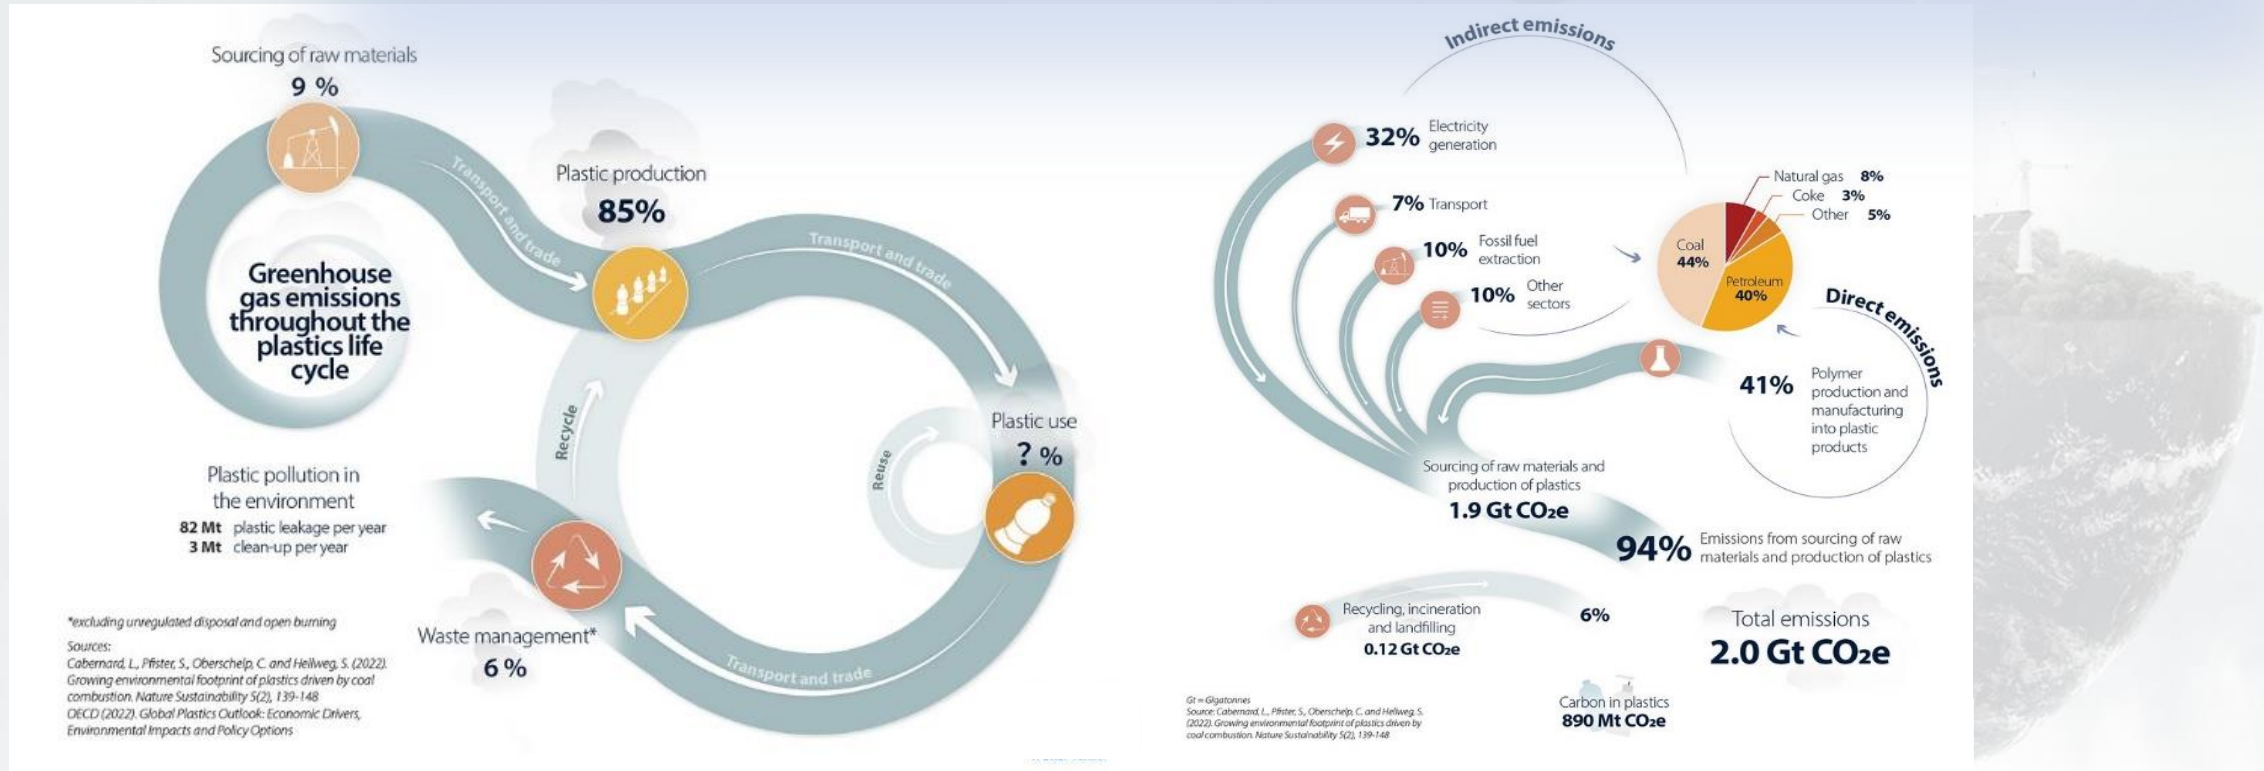 Sourcing of raw materials
9 %
Transport and trade
Plastic production
85%
Transport and trade
Greenhouse
gas emissions
throughout the
plastics life
cycle
Recycle
Reuse
Plastic use
? %
Plastic pollution in
the environment
82 Mt plastic leakage per year
3 Mt clean-up per year
Waste management*
6 %
Transport and trade
*excluding unregulated disposal and open burning
Sources:
Cabernard, L., Pfister, S., Oberschelp, C. and Hellweg, S. (2022).
Growing environmental footprint of plastics driven by coal
combustion. Nature Sustainability 5(2), 139-148
OECD (2022). Global Plastics Outlook: Economic Drivers,
Environmental Impacts and Policy Options
Indirect emissions
32% Electricity
generation
7% Transport
10% Fossil fuel
extraction
10% Other
sectors
Natural gas 8%
Coke 3%
Other 5%
Coal
44%
Petroleum
40%
Direct emissions
41% Polymer
production and
manufacturing
into plastic
products
Sourcing of raw materials and
production of plastics
1.9 Gt CO₂e
94% Emissions from sourcing of raw
materials and production of plastics
Recycling, incineration
and landfilling
0.12 Gt CO₂e
6%
Total emissions
2.0 Gt CO₂e
Gt = Gigatonnes
Source: Cabernard, L., Pfister, S., Oberschelp, C. and Hellweg, S.
(2022). Growing environmental footprint of plastics driven by
coal combustion. Nature Sustainability 5(2), 139-148
Carbon in plastics
890 Mt CO₂e